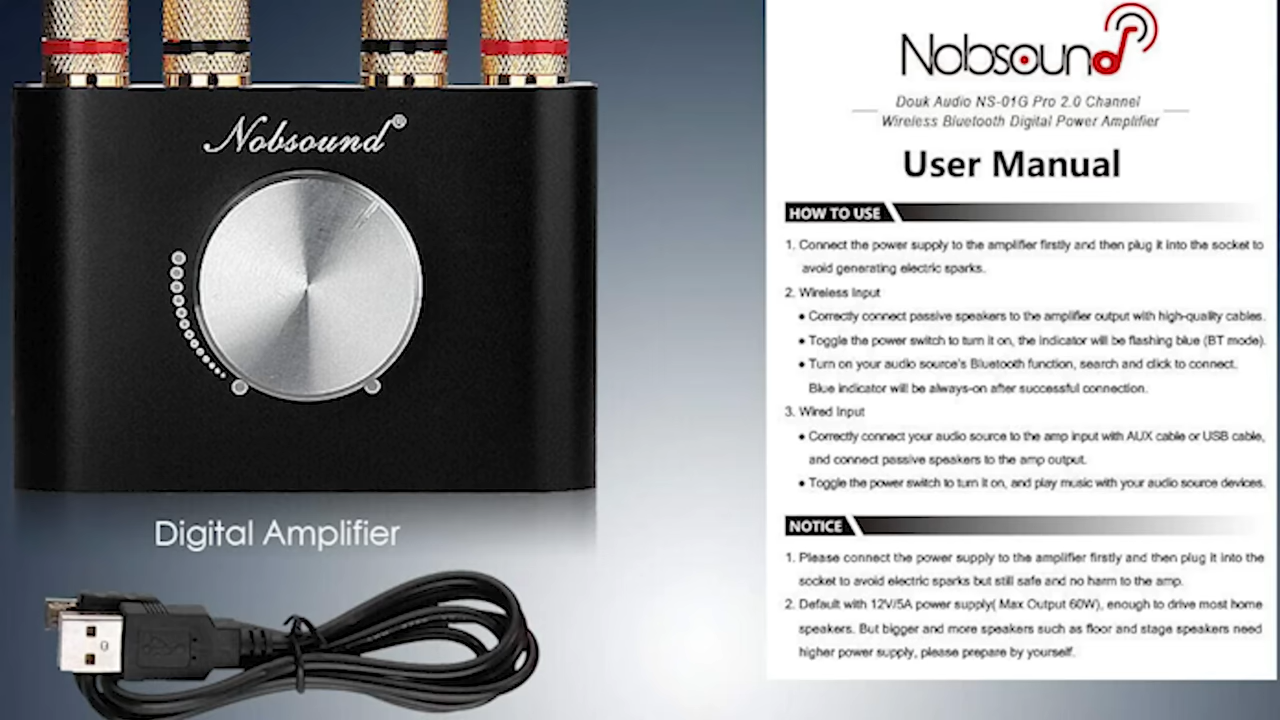 Nobsound®
Digital Amplifier
Nobsound
Douk Audio NS-01G Pro 2.0 Channel
Wireless Bluetooth Digital Power Amplifier
User Manual
HOW TO USE
1. Connect the power supply to the amplifier firstly and then plug it into the socket to
avoid generating electric sparks.
2. Wireless Input
• Correctly connect passive speakers to the amplifier output with high-quality cables.
• Toggle the power switch to turn it on, the indicator will be flashing blue (BT mode).
• Turn on your audio source's Bluetooth function, search and click to connect.
Blue indicator will be always-on after successful connection.
3. Wired Input
• Correctly connect your audio source to the amp input with AUX cable or USB cable,
and connect passive speakers to the amp output.
• Toggle the power switch to turn it on, and play music with your audio source devices.
NOTICE
1. Please connect the power supply to the amplifier firstly and then plug it into the
socket to avoid electric sparks but still safe and no harm to the amp.
2. Default with 12V/5A power supply( Max Output 60W), enough to drive most home
speakers. But bigger and more speakers such as floor and stage speakers need
higher power supply, please prepare by yourself.